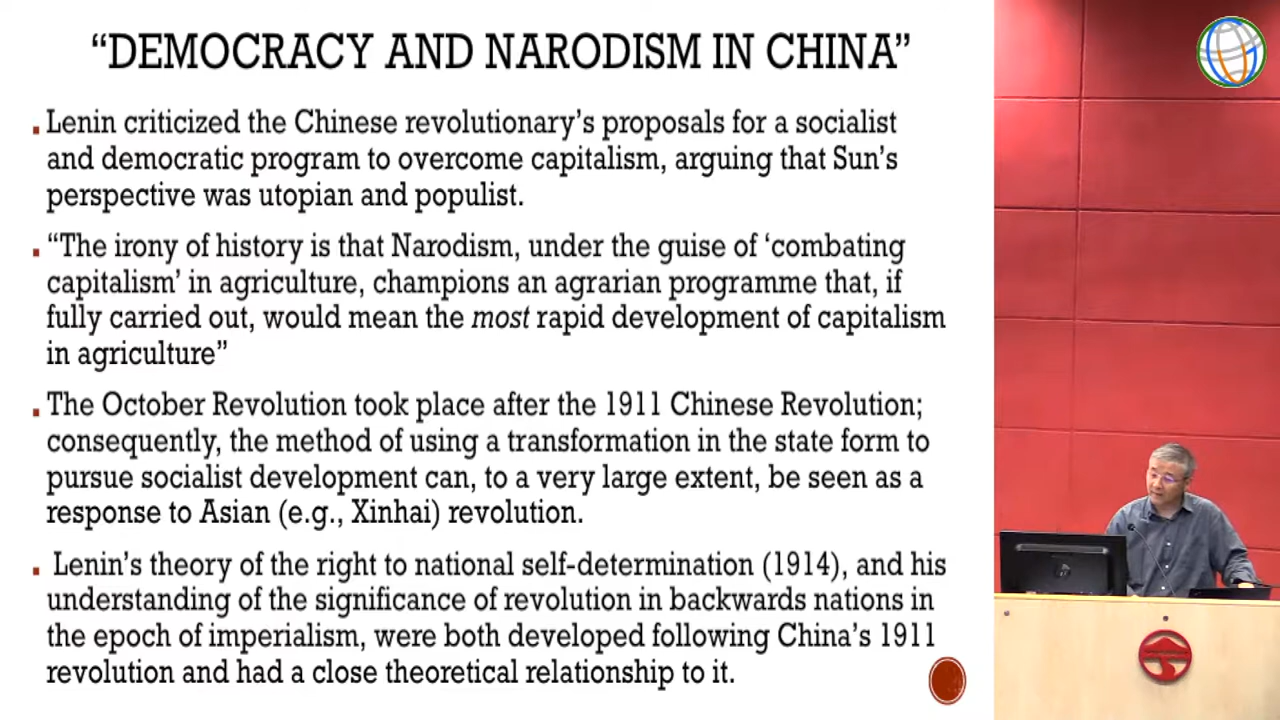 “DEMOCRACY AND NARODISM IN CHINA”
Lenin criticized the Chinese revolutionary’s proposals for a socialist
and democratic program to overcome capitalism, arguing that Sun’s
perspective was utopian and populist.
“The irony of history is that Narodism, under the guise of ‘combating
capitalism’ in agriculture, champions an agrarian programme that, if
fully carried out, would mean the most rapid development of capitalism
in agriculture”
The October Revolution took place after the 1911 Chinese Revolution;
consequently, the method of using a transformation in the state form to
pursue socialist development can, to a very large extent, be seen as a
response to Asian (e.g., Xinhai) revolution.
Lenin’s theory of the right to national self-determination (1914), and his
understanding of the significance of revolution in backwards nations in
the epoch of imperialism, were both developed following China’s 1911
revolution and had a close theoretical relationship to it.